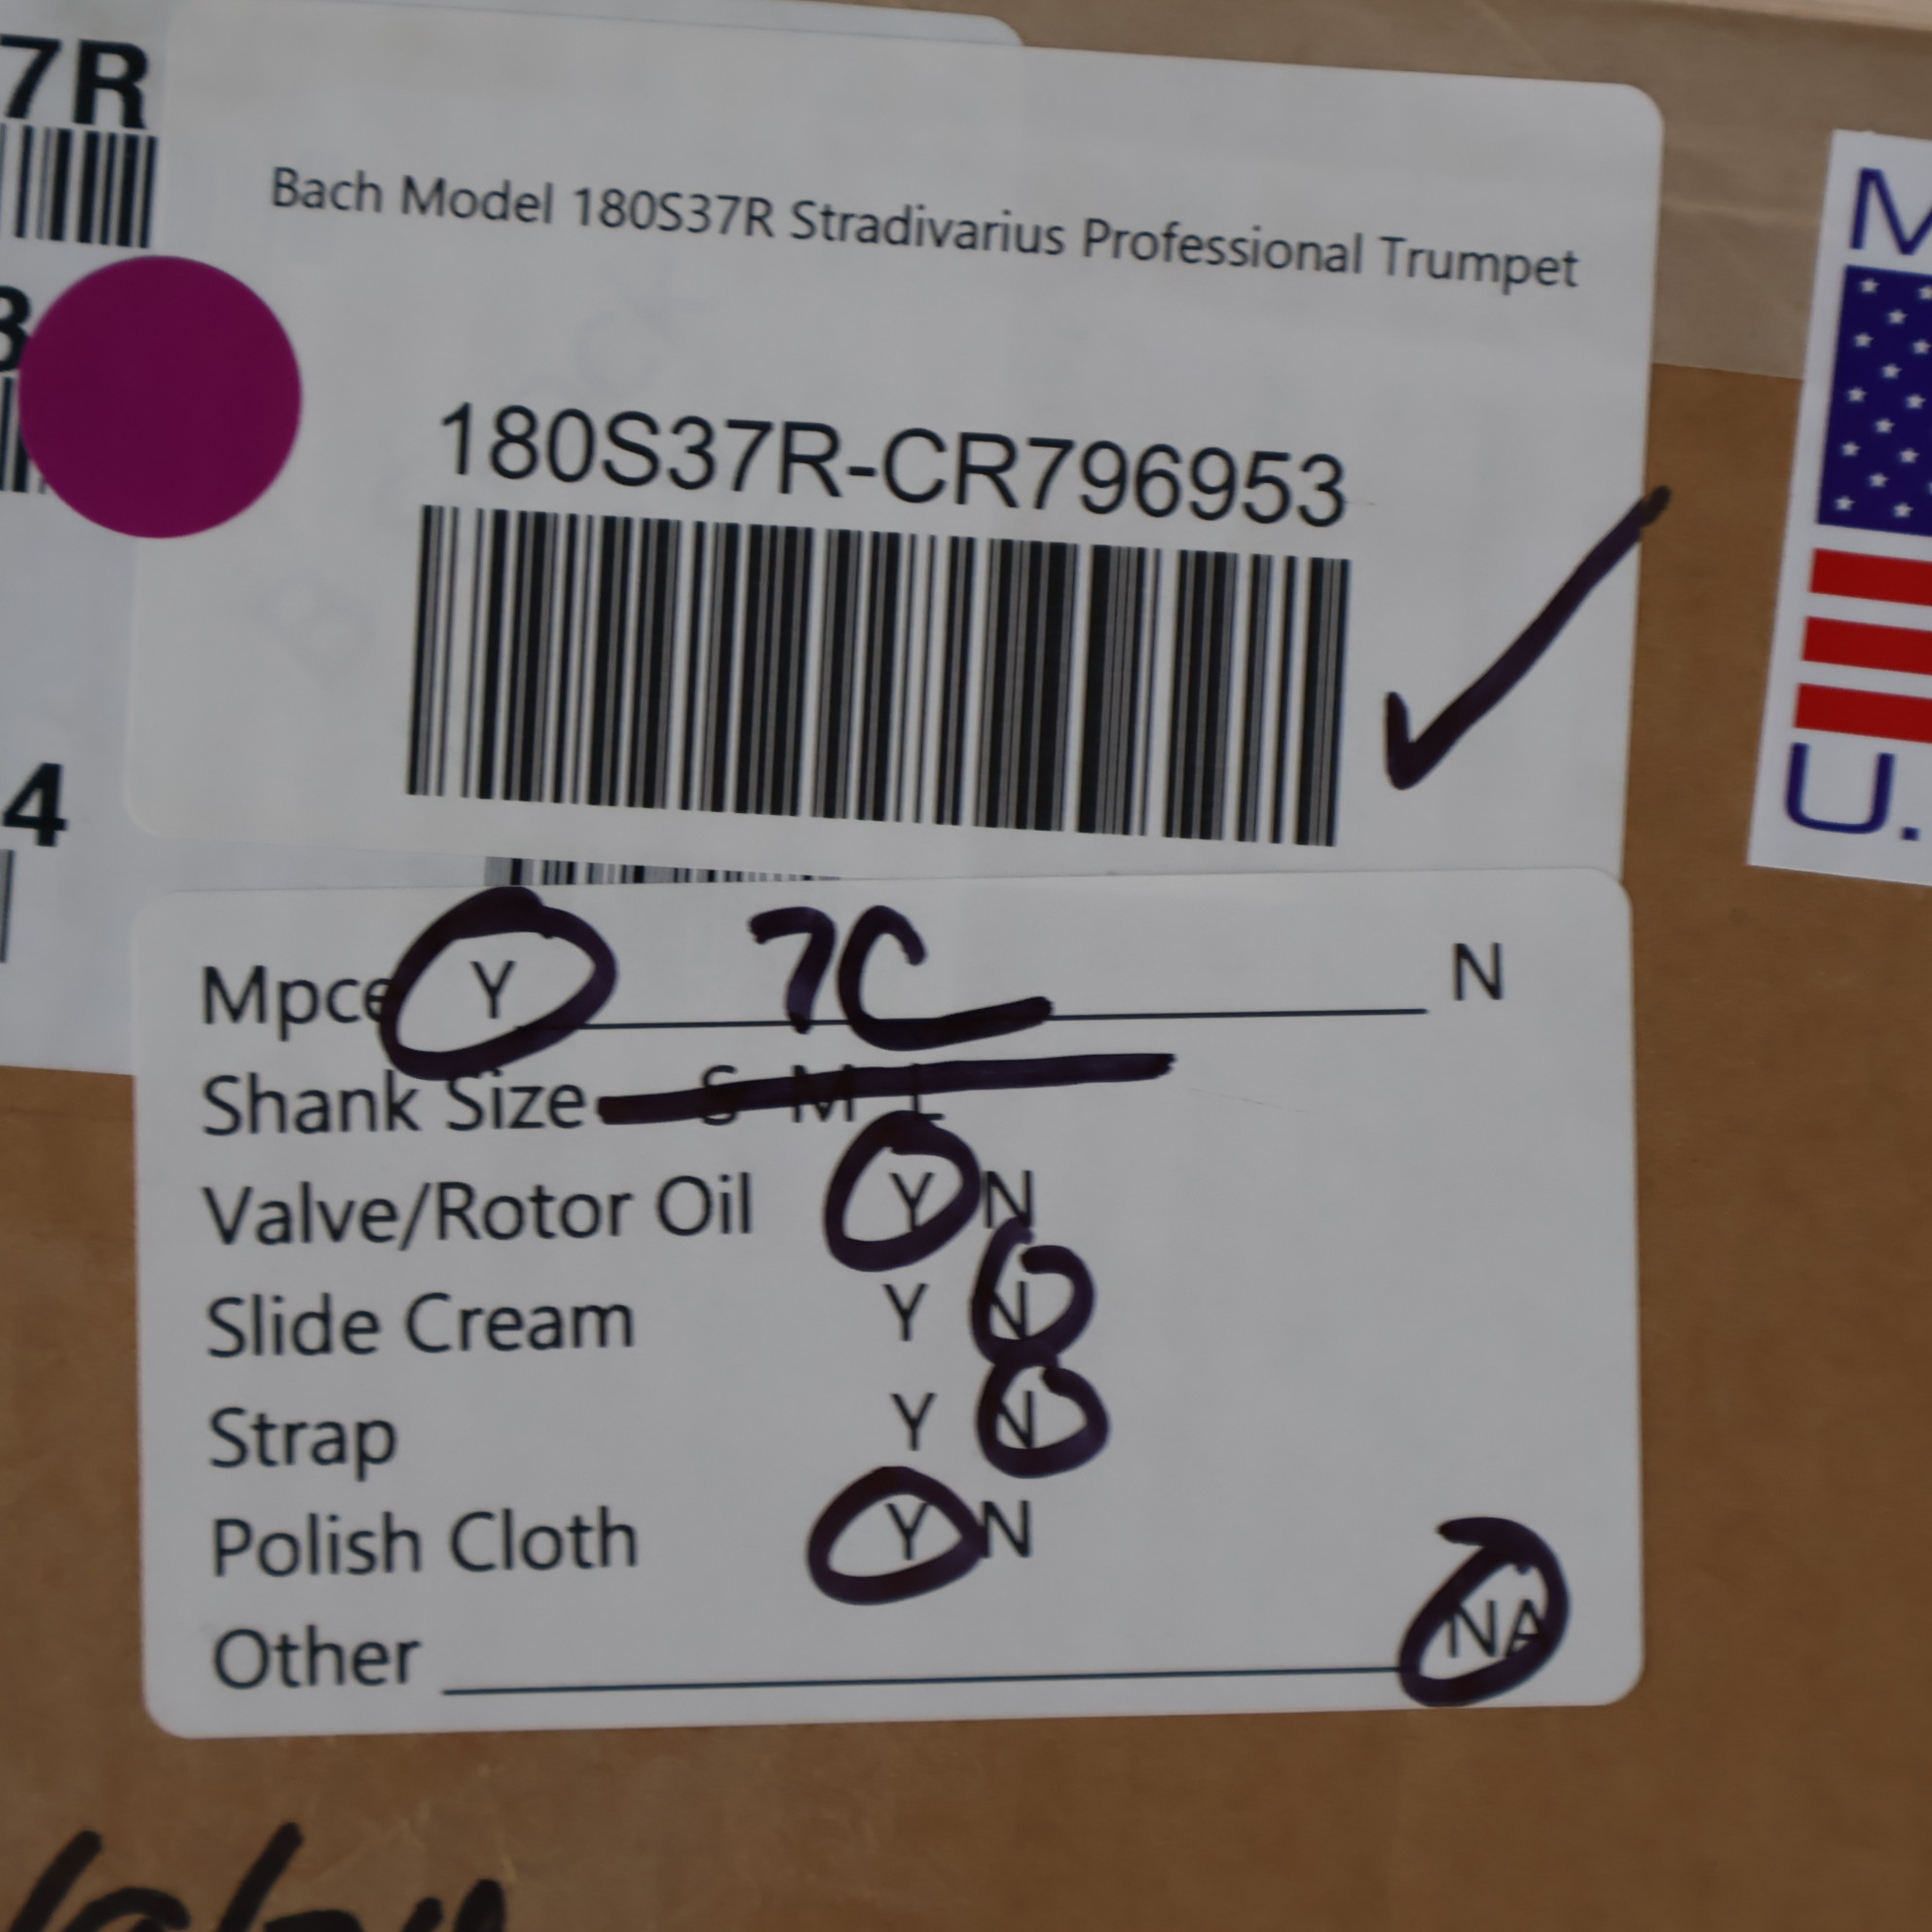 7R
Bach Model 180S37R Stradivarius Professional Trumpet
180S37R-CR796953
4
Mpce Y 7C N
Shank Size S M L
Valve/Rotor Oil Y N
Slide Cream Y N
Strap Y N
Polish Cloth Y N
Other NA
M
U.